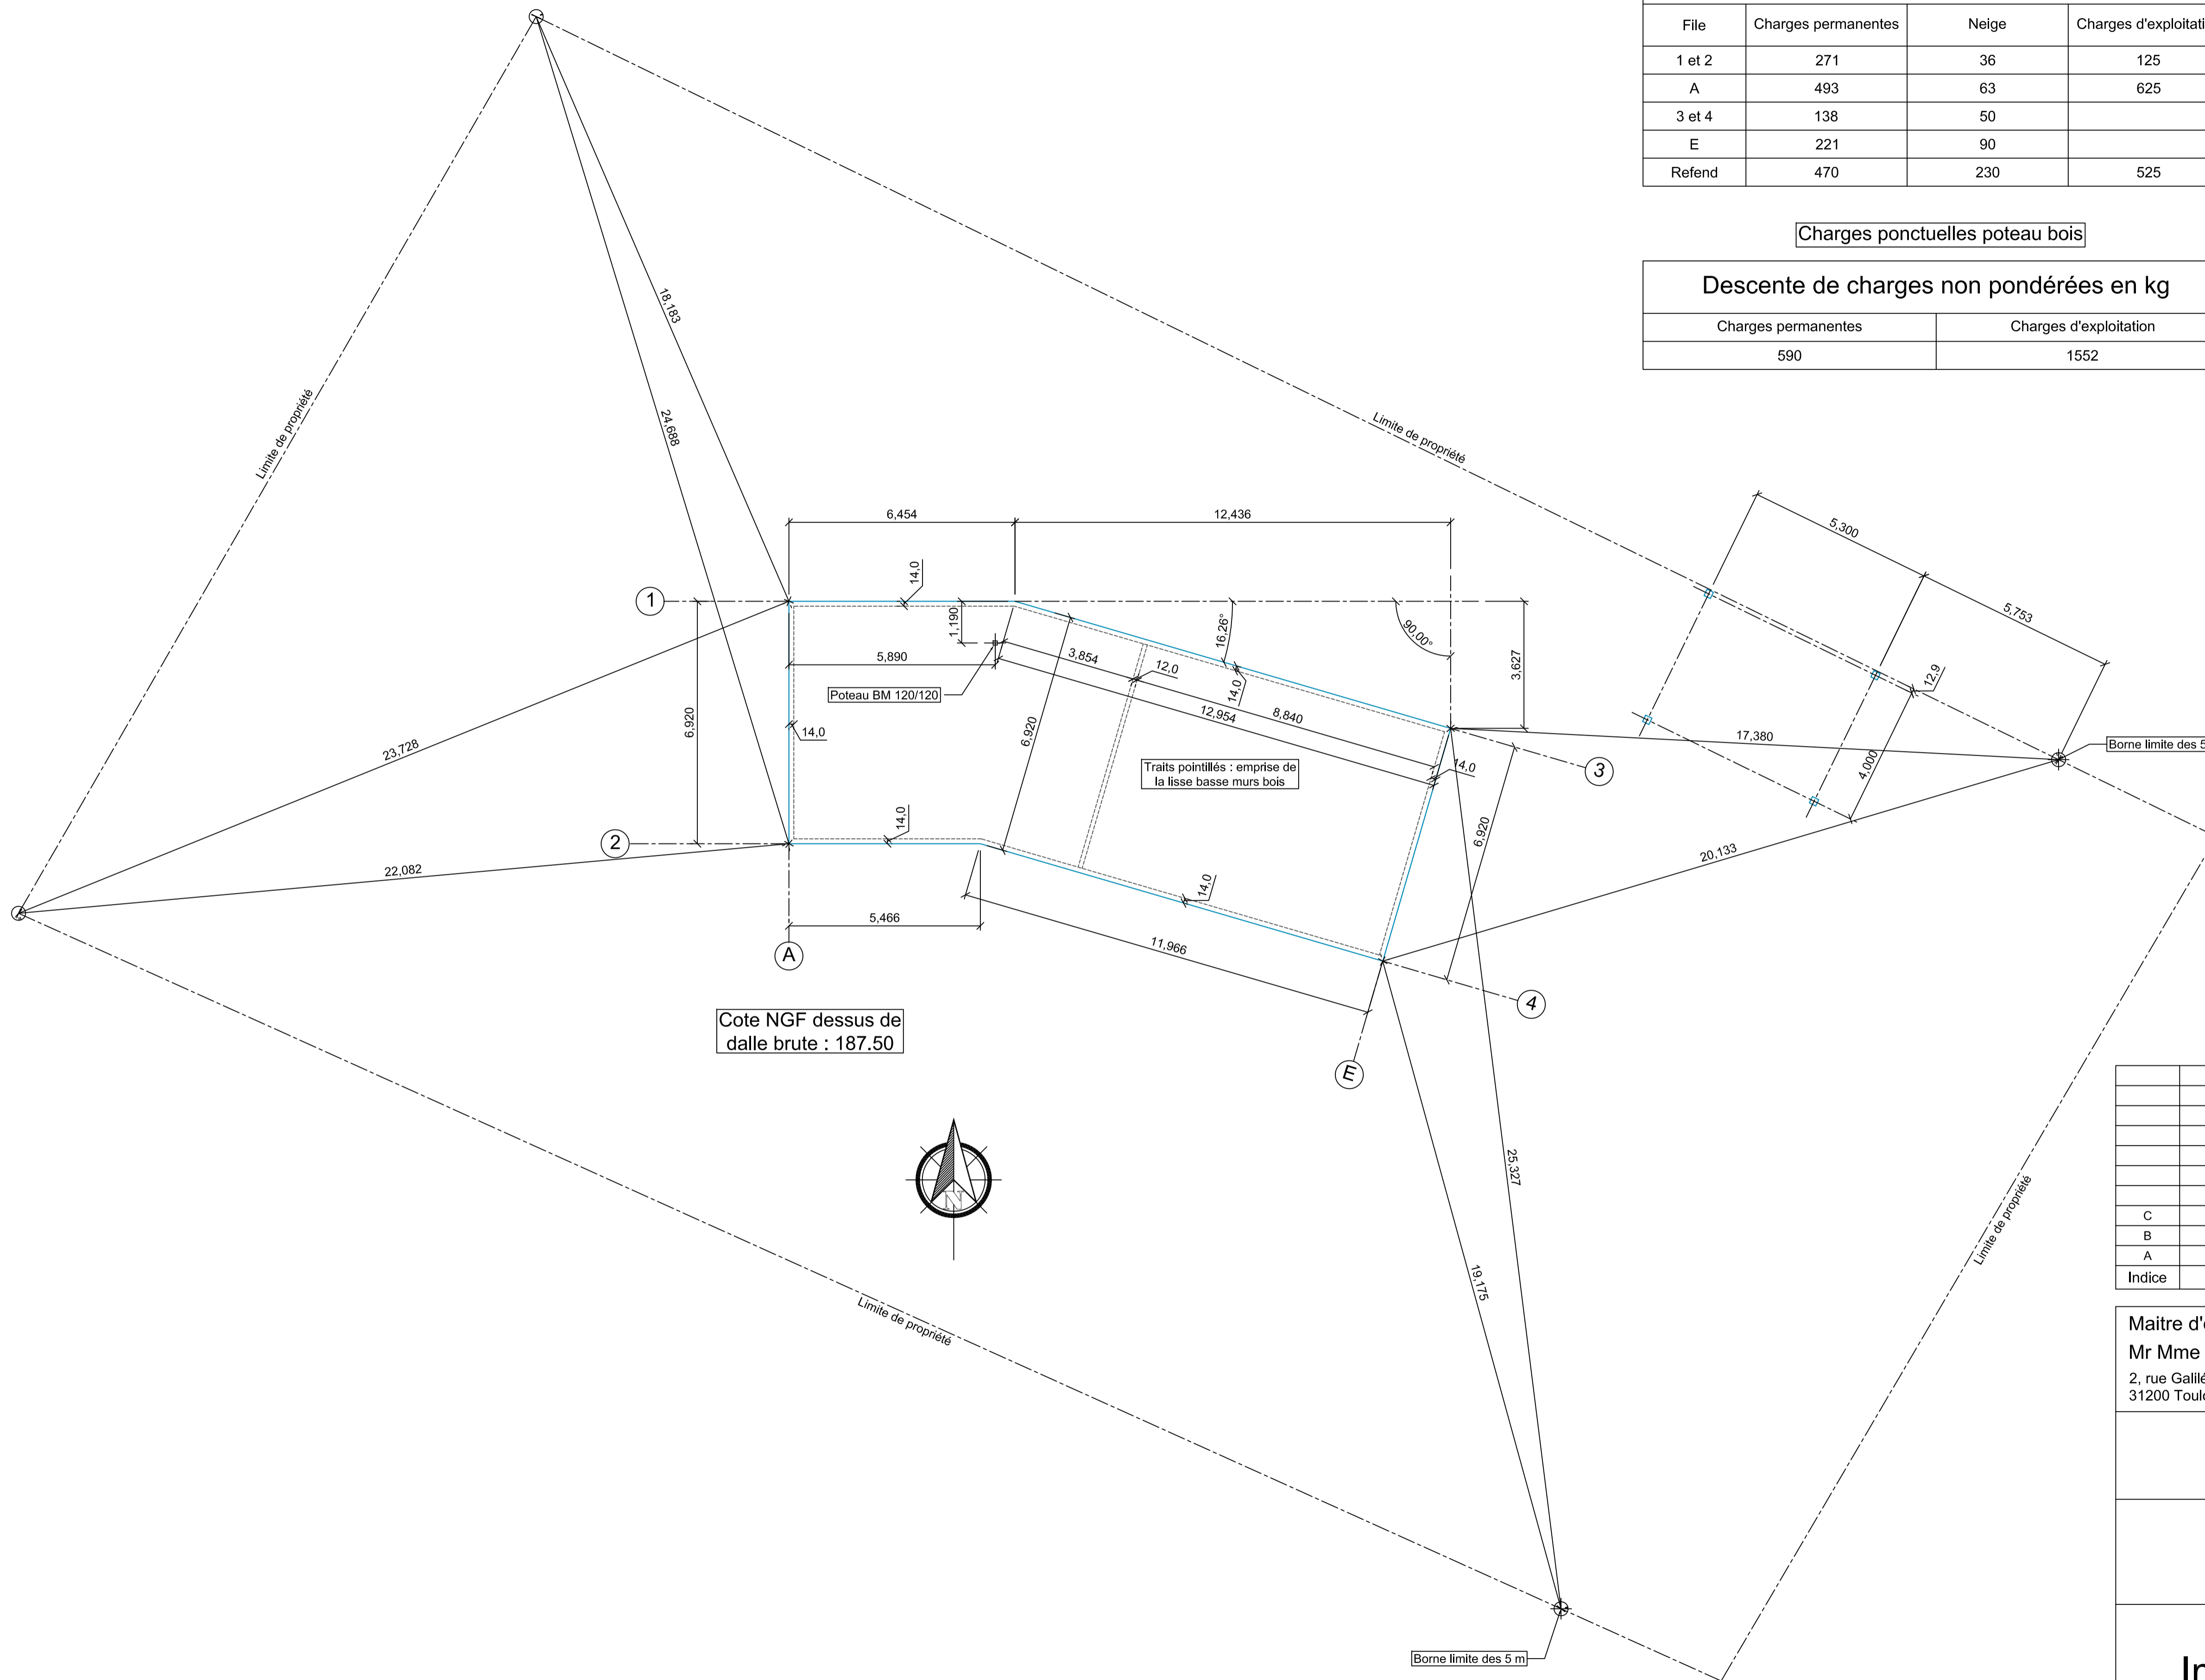 File Charges permanentes Neige Charges d'exploitati
1 et 2 271 36 125
A 493 63 625
3 et 4 138 50
E 221 90
Refend 470 230 525
Charges ponctuelles poteau bois
Descente de charges non pondérées en kg
Charges permanentes Charges d'exploitation
590 1552
18,183
24,688
Limite de propriété
Limite de propriété
5,300
5,753
6,454
12,436
14,0
1
1,190
16,26°
90,00°
3,627
12,9
5,890
3,854
12,0
14,0
Poteau BM 120/120
12,954
8,840
6,920
14,0
6,920
23,728
17,380
Borne limite des 5
4,000
Traits pointillés : emprise de
la lisse basse murs bois
14,0
3
14,0
6,920
2
22,082
20,133
14,0
5,466
11,966
A
4
E
Cote NGF dessus de
dalle brute : 187.50
N
25,327
19,175
Limite de propriété
Limite de propriété
C
B
A
Indice
Maitre d'
Mr Mme
2, rue Galilé
31200 Toulo
Borne limite des 5 m
In